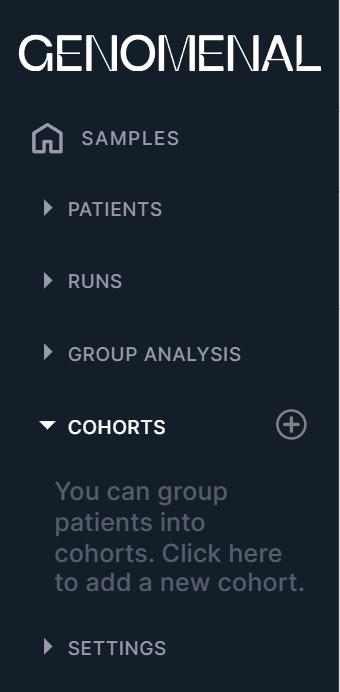 GENOMENAL
SAMPLES
PATIENTS
RUNS
GROUP ANALYSIS
COHORTS
You can group
patients into
cohorts. Click here
to add a new cohort.
SETTINGS